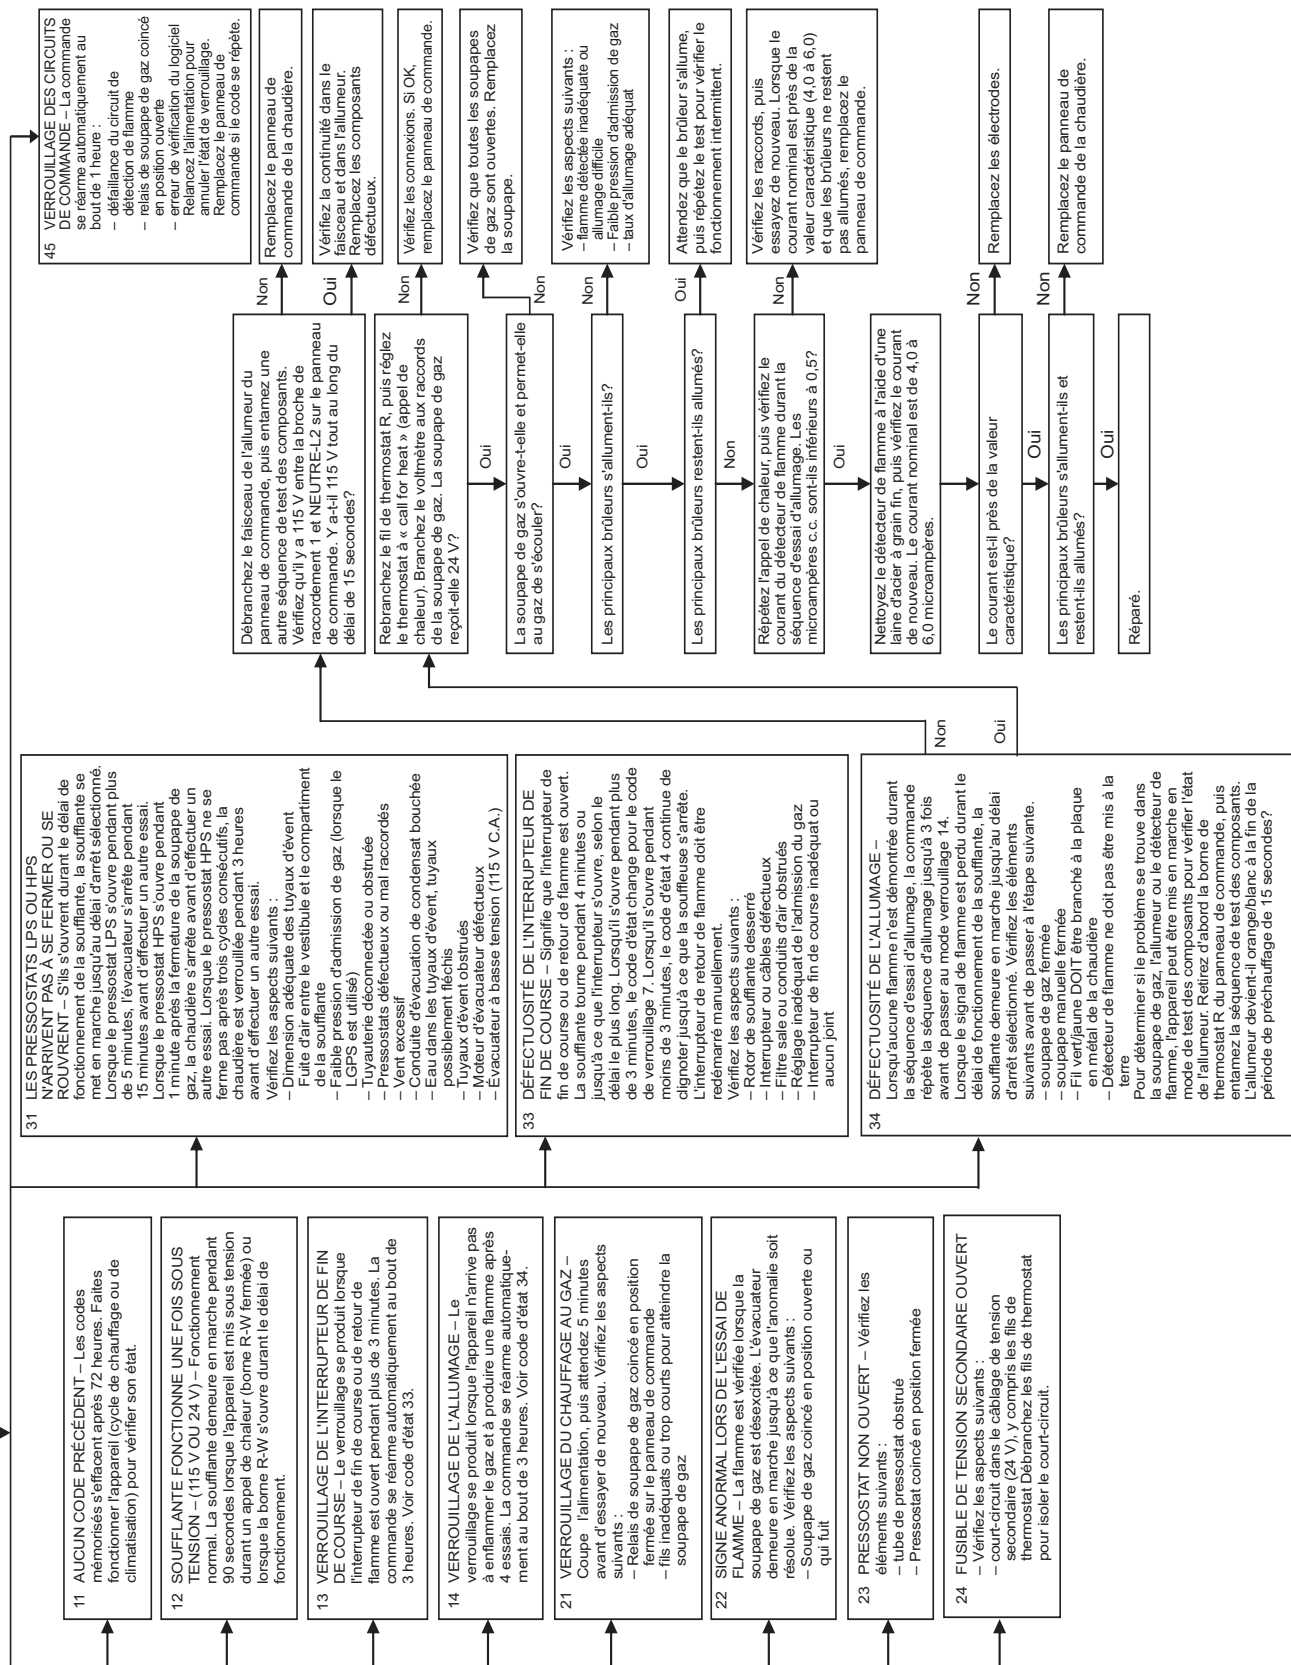 11 AUCUN CODE PRÉCÉDENT – Les codes
mémorisés s'effacent après 72 heures. Faites
fonctionner l'appareil (cycle de chauffage ou de
climatisation) pour vérifier son état.
12 SOUFFLANTE FONCTIONNE UNE FOIS SOUS
TENSION – (115 V OU 24 V) – Fonctionnement
normal. La soufflante demeure en marche pendant
90 secondes lorsque l'appareil est mis sous tension
durant un appel de chaleur (borne R-W fermée) ou
lorsque la borne R-W s'ouvre durant le délai de
fonctionnement.
13 VERROUILLAGE DE L'INTERRUPTEUR DE FIN
DE COURSE – Le verrouillage se produit lorsque
l'interrupteur de fin de course ou de retour de
flamme est ouvert pendant plus de 3 minutes. La
commande se réarme automatiquement au bout de
3 heures. Voir code d'état 33.
14 VERROUILLAGE DE L'ALLUMAGE – Le
verrouillage se produit lorsque l'appareil n'arrive pas
à enflammer le gaz et à produire une flamme après
4 essais. La commande se réarme automatique-
ment au bout de 3 heures. Voir code d'état 34.
21 VERROUILLAGE DU CHAUFFAGE AU GAZ –
Coupe l'alimentation, puis attendez 5 minutes
avant d'essayer de nouveau. Vérifiez les aspects
suivants :
– Relais de soupape de gaz coincé en position
fermée sur le panneau de commande
– fils inadéquats ou trop courts pour atteindre la
soupape de gaz
22 SIGNE ANORMAL LORS DE L'ESSAI DE
FLAMME – La flamme est vérifiée lorsque la
soupape de gaz est désexcitée. L'évacuateur
demeure en marche jusqu'à ce que l'anomalie soit
résolue. Vérifiez les aspects suivants :
– Soupape de gaz coincé en position ouverte ou
qui fuit
23 PRESSOSTAT NON OUVERT – Vérifiez les
éléments suivants :
– tube de pressostat obstrué
– Pressostat coincé en position fermée
24 FUSIBLE DE TENSION SECONDAIRE OUVERT
– Vérifiez les aspects suivants :
– court-circuit dans le câblage de tension
secondaire (24 V), y compris les fils de
thermostat Débranchez les fils de thermostat
pour isoler le court-circuit.
31 LES PRESSOSTATS LPS OU HPS
N'ARRIVENT PAS À SE FERMER OU SE
ROUVRENT – S'ils s'ouvrent durant le délai de
fonctionnement de la soufflante, la soufflante se
met en marche jusqu'au délai d'arrêt sélectionné.
Lorsque le pressostat LPS s'ouvre pendant plus
de 5 minutes, l'évacuateur s'arrête pendant
15 minutes avant d'effectuer un autre essai.
Lorsque le pressostat HPS s'ouvre pendant
1 minute après la fermeture de la soupape de
gaz, la chaudière s'arrête avant d'effectuer un
autre essai. Lorsque le pressostat HPS ne se
ferme pas après trois cycles consécutifs, la
chaudière est verrouillée pendant 3 heures
avant d'effectuer un autre essai.
Vérifiez les aspects suivants :
– Dimension adéquate des tuyaux d'évent
Fuite d'air entre le vestibule et le compartiment
de la soufflante
– Faible pression d'admission de gaz (lorsque le
LGPS est utilisé)
– Tuyauterie déconnectée ou obstruée
– Pressostats défectueux ou mal raccordés
– Vent excessif
– Conduite d'évacuation de condensat bouchée
– Eau dans les tuyaux d'évent, tuyaux
possiblement fléchis
– Tuyaux d'évent obstrués
– Moteur d'évacuateur défectueux
– Évacuateur à basse tension (115 V C.A.)
33 DÉFECTUOSITÉ DE L'INTERRUPTEUR DE
FIN DE COURSE – Signifie que l'interrupteur de
fin de course ou de retour de flamme est ouvert.
La soufflante tourne pendant 4 minutes ou
jusqu'à ce que l'interrupteur s'ouvre, selon le
délai le plus long. Lorsqu'il s'ouvre pendant plus
de 3 minutes, le code d'état change pour le code
de verrouillage 7. Lorsqu'il s'ouvre pendant
moins de 3 minutes, le code d'état 4 continue de
clignoter jusqu'à ce que la souffleuse s'arrête.
L'interrupteur de retour de flamme doit être
redémarré manuellement.
Vérifiez les aspects suivants :
– Rotor de soufflante desserré
– Interrupteur ou câbles défectueux
– Filtre sale ou conduits d'air obstrués
– Réglage inadéquat de l'admission du gaz
– Interrupteur de fin de course inadéquat ou
aucun joint
34 DÉFECTUOSITÉ DE L'ALLUMAGE –
Lorsqu'aucune flamme n'est démontrée durant
la séquence d'essai d'allumage, la commande
répète la séquence d'allumage jusqu'à 3 fois
avant de passer au mode verrouillage 14.
Lorsque le signal de flamme est perdu durant le
délai de fonctionnement de la soufflante, la
soufflante demeure en marche jusqu'au délai
d'arrêt sélectionné. Vérifiez les éléments
suivants avant de passer à l'étape suivante.
– soupape de gaz fermée
– soupape manuelle fermée
– Fil vert/jaune DOIT être branché à la plaque
en métal de la chaudière
– Détecteur de flamme ne doit pas être mis à la
terre
Pour déterminer si le problème se trouve dans
la soupape de gaz, l'allumeur ou le détecteur de
flamme, l'appareil peut être mis en marche en
mode de test des composants pour vérifier l'état
de l'allumeur. Retirez d'abord la borne de
thermostat R du panneau de commande, puis
entamez la séquence de test des composants.
L'allumeur devient-il orange/blanc à la fin de la
période de préchauffage de 15 secondes?
Non
Oui
Débranchez le faisceau de l'allumeur du
panneau de commande, puis entamez une
autre séquence de test des composants.
Vérifiez qu'il y a 115 V entre la broche de
raccordement 1 et NEUTRE-L2 sur le panneau
de commande. Y a-t-il 115 V tout au long du
délai de 15 secondes?
Non
Oui
Rebranchez le fil de thermostat R, puis réglez
le thermostat à « call for heat » (appel de
chaleur). Branchez le voltmètre aux raccords
de la soupape de gaz. La soupape de gaz
reçoit-elle 24 V?
Non
Oui
La soupape de gaz s'ouvre-t-elle et permet-elle
au gaz de s'écouler?
Non
Oui
Les principaux brûleurs s'allument-ils?
Non
Oui
Les principaux brûleurs restent-ils allumés?
Oui
Non
Répétez l'appel de chaleur, puis vérifiez le
courant du détecteur de flamme durant la
séquence d'essai d'allumage. Les
microampères c.c. sont-ils inférieurs à 0,5?
Non
Oui
Nettoyez le détecteur de flamme à l'aide d'une
laine d'acier à grain fin, puis vérifiez le courant
de nouveau. Le courant nominal est de 4,0 à
6,0 microampères.
Le courant est-il près de la valeur
caractéristique?
Non
Oui
Les principaux brûleurs s'allument-ils et
restent-ils allumés?
Non
Oui
Réparé.
45 VERROUILLAGE DES CIRCUITS
DE COMMANDE – La commande
se réarme automatiquement au
bout de 1 heure :
– défaillance du circuit de
détection de flamme
– relais de soupape de gaz coincé
en position ouverte
– erreur de vérification du logiciel
Relancez l'alimentation pour
annuler l'état de verrouillage.
Remplacez le panneau de
commande si le code se répète.
Remplacez le panneau de
commande de la chaudière.
Vérifiez la continuité dans le
faisceau et dans l'allumeur.
Remplacez les composants
défectueux.
Vérifiez les connexions. Si OK,
remplacez le panneau de commande.
Vérifiez que toutes les soupapes
de gaz sont ouvertes. Remplacez
la soupape.
Vérifiez les aspects suivants :
– flamme détectée inadéquate ou
allumage difficile
– Faible pression d'admission de gaz
– taux d'allumage adéquat
Attendez que le brûleur s'allume,
puis répétez le test pour vérifier le
fonctionnement intermittent.
Vérifiez les raccords, puis
essayez de nouveau. Lorsque le
courant nominal est près de la
valeur caractéristique (4,0 à 6,0)
et que les brûleurs ne restent
pas allumés, remplacez le
panneau de commande.
Remplacez les électrodes.
Remplacez le panneau de
commande de la chaudière.